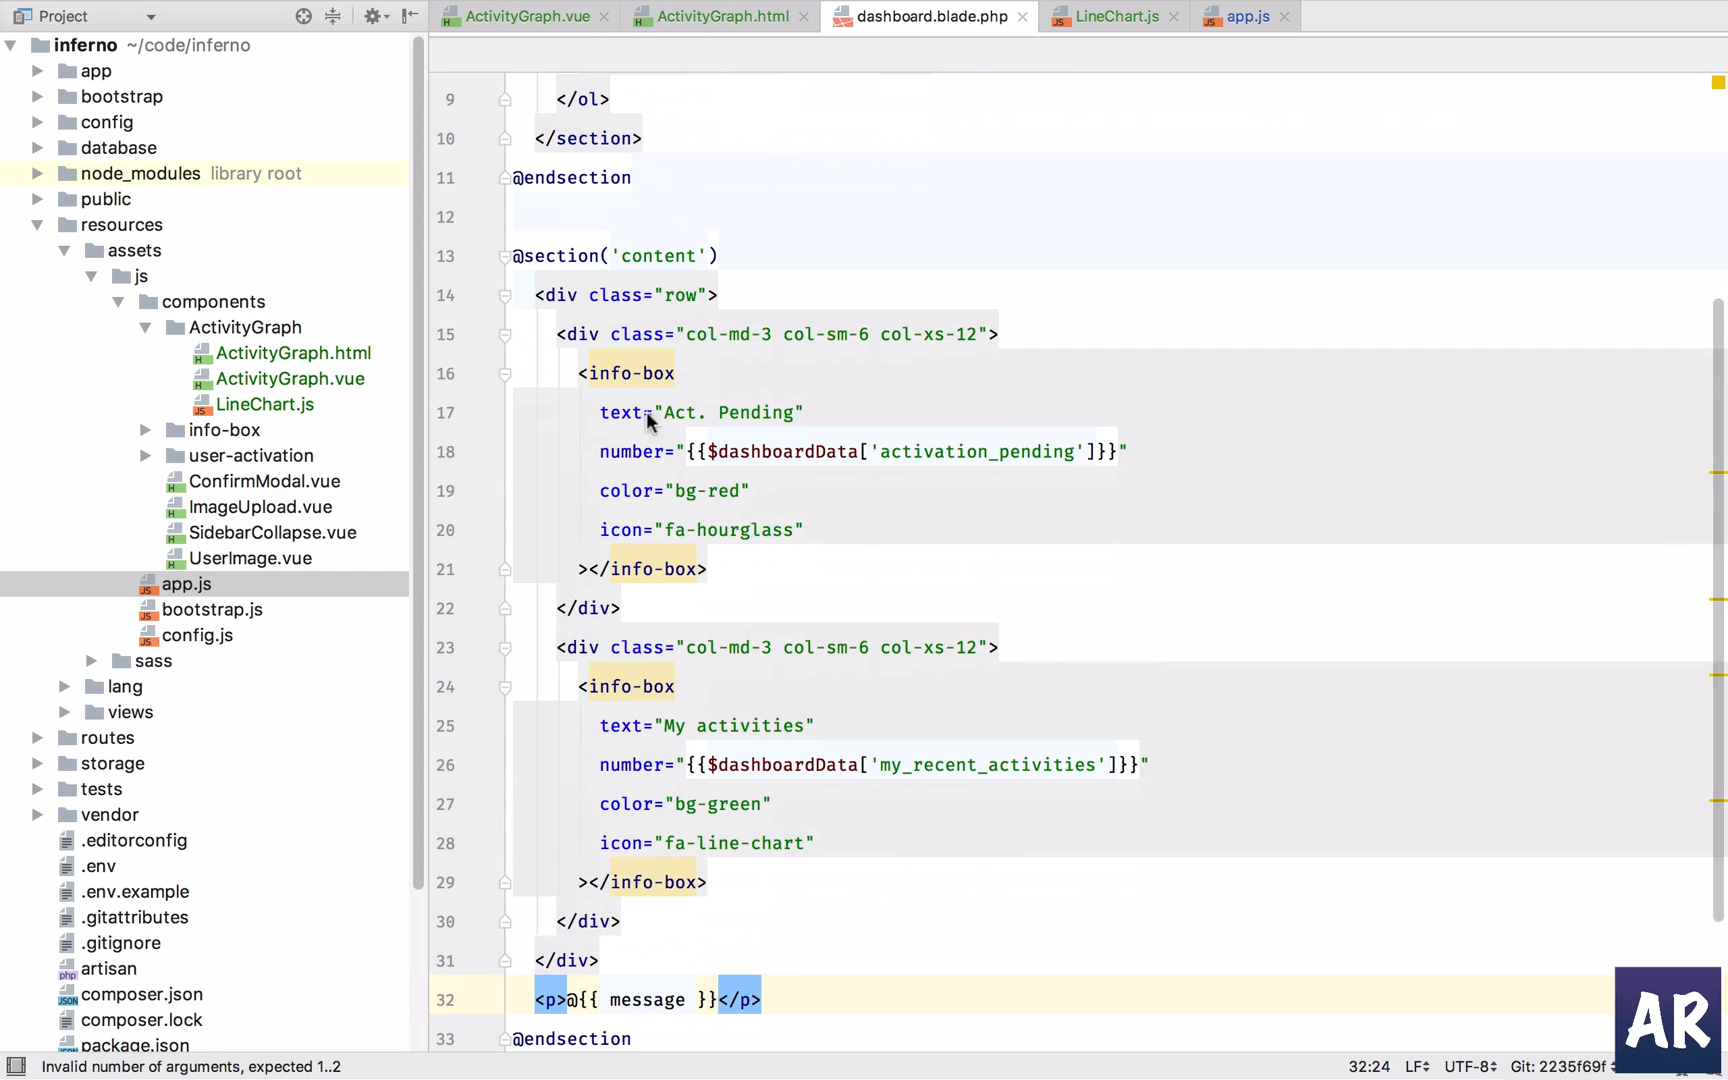 Project
ActivityGraph.vue
ActivityGraph.html
dashboard.blade.php
LineChart.js
app.js
inferno ~/code/inferno
app
bootstrap
config
database
node_modules library root
public
resources
assets
js
components
ActivityGraph
ActivityGraph.html
ActivityGraph.vue
LineChart.js
info-box
user-activation
ConfirmModal.vue
ImageUpload.vue
SidebarCollapse.vue
UserImage.vue
app.js
bootstrap.js
config.js
sass
lang
views
routes
storage
tests
vendor
.editorconfig
.env
.env.example
.gitattributes
.gitignore
artisan
composer.json
composer.lock
package.json
9 </ol>
10 </section>
11 @endsection
12
13 @section('content')
14 <div class="row">
15 <div class="col-md-3 col-sm-6 col-xs-12">
16 <info-box
17 text="Act. Pending"
18 number="{{$dashboardData['activation_pending']}}"
19 color="bg-red"
20 icon="fa-hourglass"
21 ></info-box>
22 </div>
23 <div class="col-md-3 col-sm-6 col-xs-12">
24 <info-box
25 text="My activities"
26 number="{{$dashboardData['my_recent_activities']}}"
27 color="bg-green"
28 icon="fa-line-chart"
29 ></info-box>
30 </div>
31 </div>
32 <p>@{{ message }}</p>
33 @endsection
Invalid number of arguments, expected 1..2
32:24 LF UTF-8 Git: 2235f69f
AR